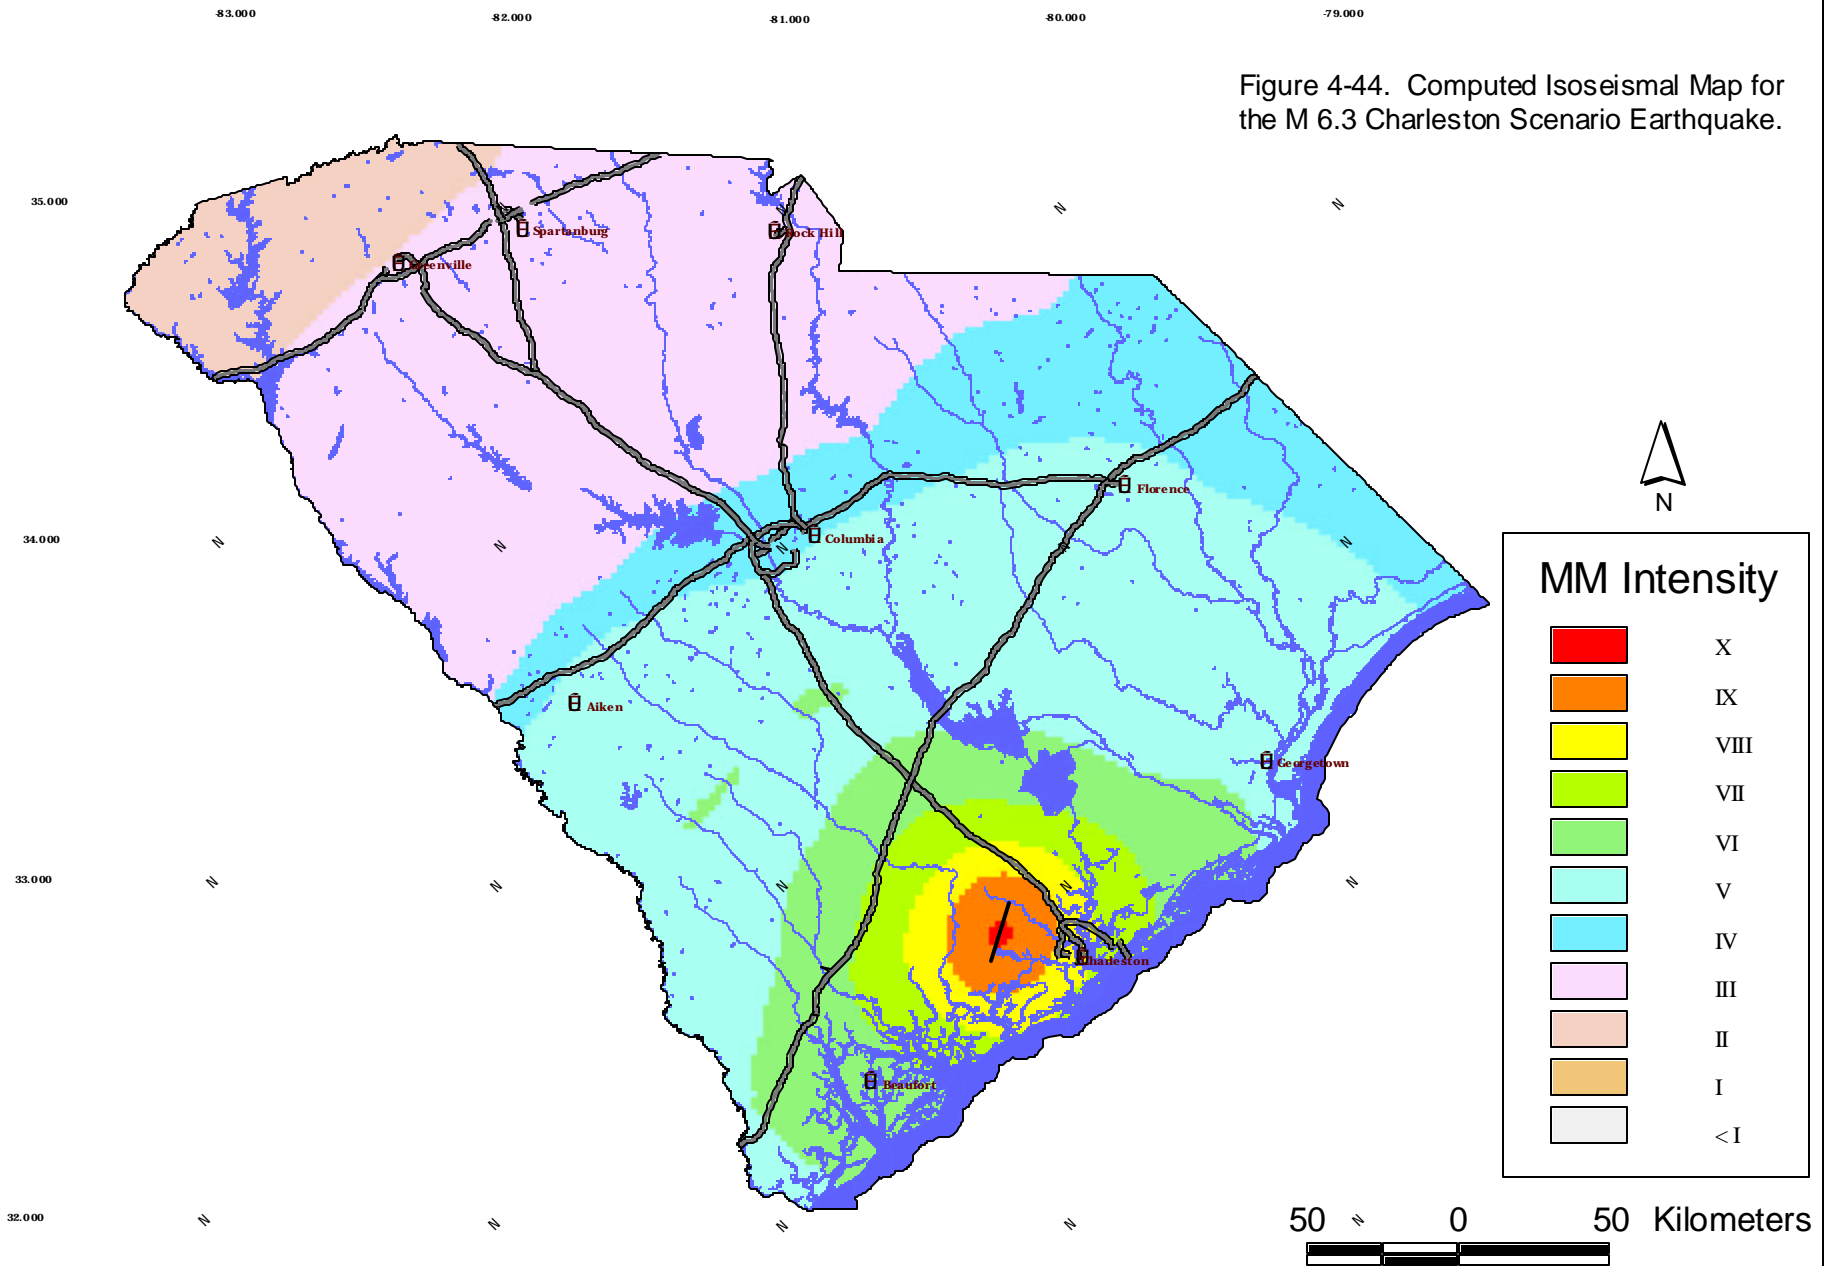 -83.000
-82.000
-81.000
-80.000
-79.000
Figure 4-44. Computed Isoseismal Map for
the M 6.3 Charleston Scenario Earthquake.
35.000
N
N
N
Spartanburg
Rock Hill
Greenville
N
Florence
34.000
N
N
N
N
Columbia
MM Intensity
X
IX
VIII
VII
VI
V
IV
III
II
I
< I
Aiken
Georgetown
33.000
N
N
N
N
N
Charleston
Beaufort
32.000
N
N
N
N
N
50 0 50 Kilometers